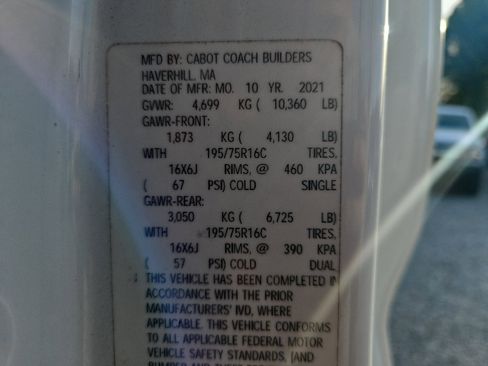 MFD BY: CABOT COACH BUILDERS
HAVERHILL, MA
DATE OF MFR: MO. 10 YR. 2021
GVWR: 4,699 KG ( 10,360 LB)
GAWR-FRONT:
1,873 KG ( 4,130 LB)
WITH 195/75R16C TIRES,
16X6J RIMS, @ 460 KPA
( 67 PSI) COLD SINGLE
GAWR-REAR:
3,050 KG ( 6,725 LB)
WITH 195/75R16C TIRES,
16X6J RIMS, @ 390 KPA
( 57 PSI) COLD DUAL
THIS VEHICLE HAS BEEN COMPLETED IN
ACCORDANCE WITH THE PRIOR
MANUFACTURERS' IVD, WHERE
APPLICABLE. THIS VEHICLE CONFORMS
TO ALL APPLICABLE FEDERAL MOTOR
VEHICLE SAFETY STANDARDS, [AND
BUMPER AND